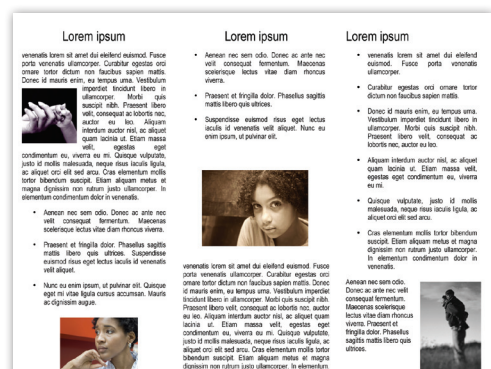 Lorem ipsum
venenatis lorem sit amet dui eleifend euismod. Fusce
porta venenatis ullamcorper. Curabitur egestas orci
ornare tortor dictum non faucibus sapien mattis.
Donec id mauris enim, eu tempus urna. Vestibulum
imperdiet tincidunt libero in
ullamcorper. Morbi quis
suscipit nibh. Praesent libero
velit, consequat ac lobortis nec,
auctor eu leo. Aliquam
interdum auctor nisl, ac aliquet
quam lacinia ut. Etiam massa
velit, egestas eget
condimentum eu, viverra eu mi. Quisque vulputate,
justo id mollis malesuada, neque risus iaculis ligula,
ac aliquet orci elit sed arcu. Cras elementum mollis
tortor bibendum suscipit. Etiam aliquam metus et
magna dignissim non rutrum justo ullamcorper. In
elementum condimentum dolor in venenatis.
• Aenean nec sem odio. Donec ac ante nec
velit consequat fermentum. Maecenas
scelerisque lectus vitae diam rhoncus viverra.
• Praesent et fringilla dolor. Phasellus sagittis
mattis libero quis ultrices. Suspendisse
euismod risus eget lectus iaculis id venenatis
velit aliquet.
• Nunc eu enim ipsum, ut pulvinar elit. Quisque
eget mi vitae ligula cursus accumsan. Mauris
ac dignissim augue.
Lorem ipsum
• Aenean nec sem odio. Donec ac ante nec
velit consequat fermentum. Maecenas
scelerisque lectus vitae diam rhoncus
viverra.
• Praesent et fringilla dolor. Phasellus sagittis
mattis libero quis ultrices.
• Suspendisse euismod risus eget lectus
iaculis id venenatis velit aliquet. Nunc eu
enim ipsum, ut pulvinar elit.
venenatis lorem sit amet dui eleifend euismod. Fusce
porta venenatis ullamcorper. Curabitur egestas orci
ornare tortor dictum non faucibus sapien mattis. Donec
id mauris enim, eu tempus urna. Vestibulum imperdiet
tincidunt libero in ullamcorper. Morbi quis suscipit nibh.
Praesent libero velit, consequat ac lobortis nec, auctor
eu leo. Aliquam interdum auctor nisl, ac aliquet quam
lacinia ut. Etiam massa velit, egestas eget
condimentum eu, viverra eu mi. Quisque vulputate,
justo id mollis malesuada, neque risus iaculis ligula, ac
aliquet orci elit sed arcu. Cras elementum mollis tortor
bibendum suscipit. Etiam aliquam metus et magna
dignissim non rutrum justo ullamcorper. In elementum
Lorem ipsum
• venenatis lorem sit amet dui eleifend
euismod. Fusce porta venenatis
ullamcorper.
• Curabitur egestas orci ornare tortor
dictum non faucibus sapien mattis.
• Donec id mauris enim, eu tempus urna.
Vestibulum imperdiet tincidunt libero in
ullamcorper. Morbi quis suscipit nibh.
Praesent libero velit, consequat ac
lobortis nec, auctor eu leo.
• Aliquam interdum auctor nisl, ac aliquet
quam lacinia ut. Etiam massa velit,
egestas eget condimentum eu, viverra
eu mi.
• Quisque vulputate, justo id mollis
malesuada, neque risus iaculis ligula, ac
aliquet orci elit sed arcu.
• Cras elementum mollis tortor bibendum
suscipit. Etiam aliquam metus et magna
dignissim non rutrum justo ullamcorper.
In elementum condimentum dolor in
venenatis.
Aenean nec sem odio.
Donec ac ante nec velit
consequat fermentum.
Maecenas scelerisque
lectus vitae diam rhoncus
viverra. Praesent et
fringilla dolor. Phasellus
sagittis mattis libero quis
ultrices.